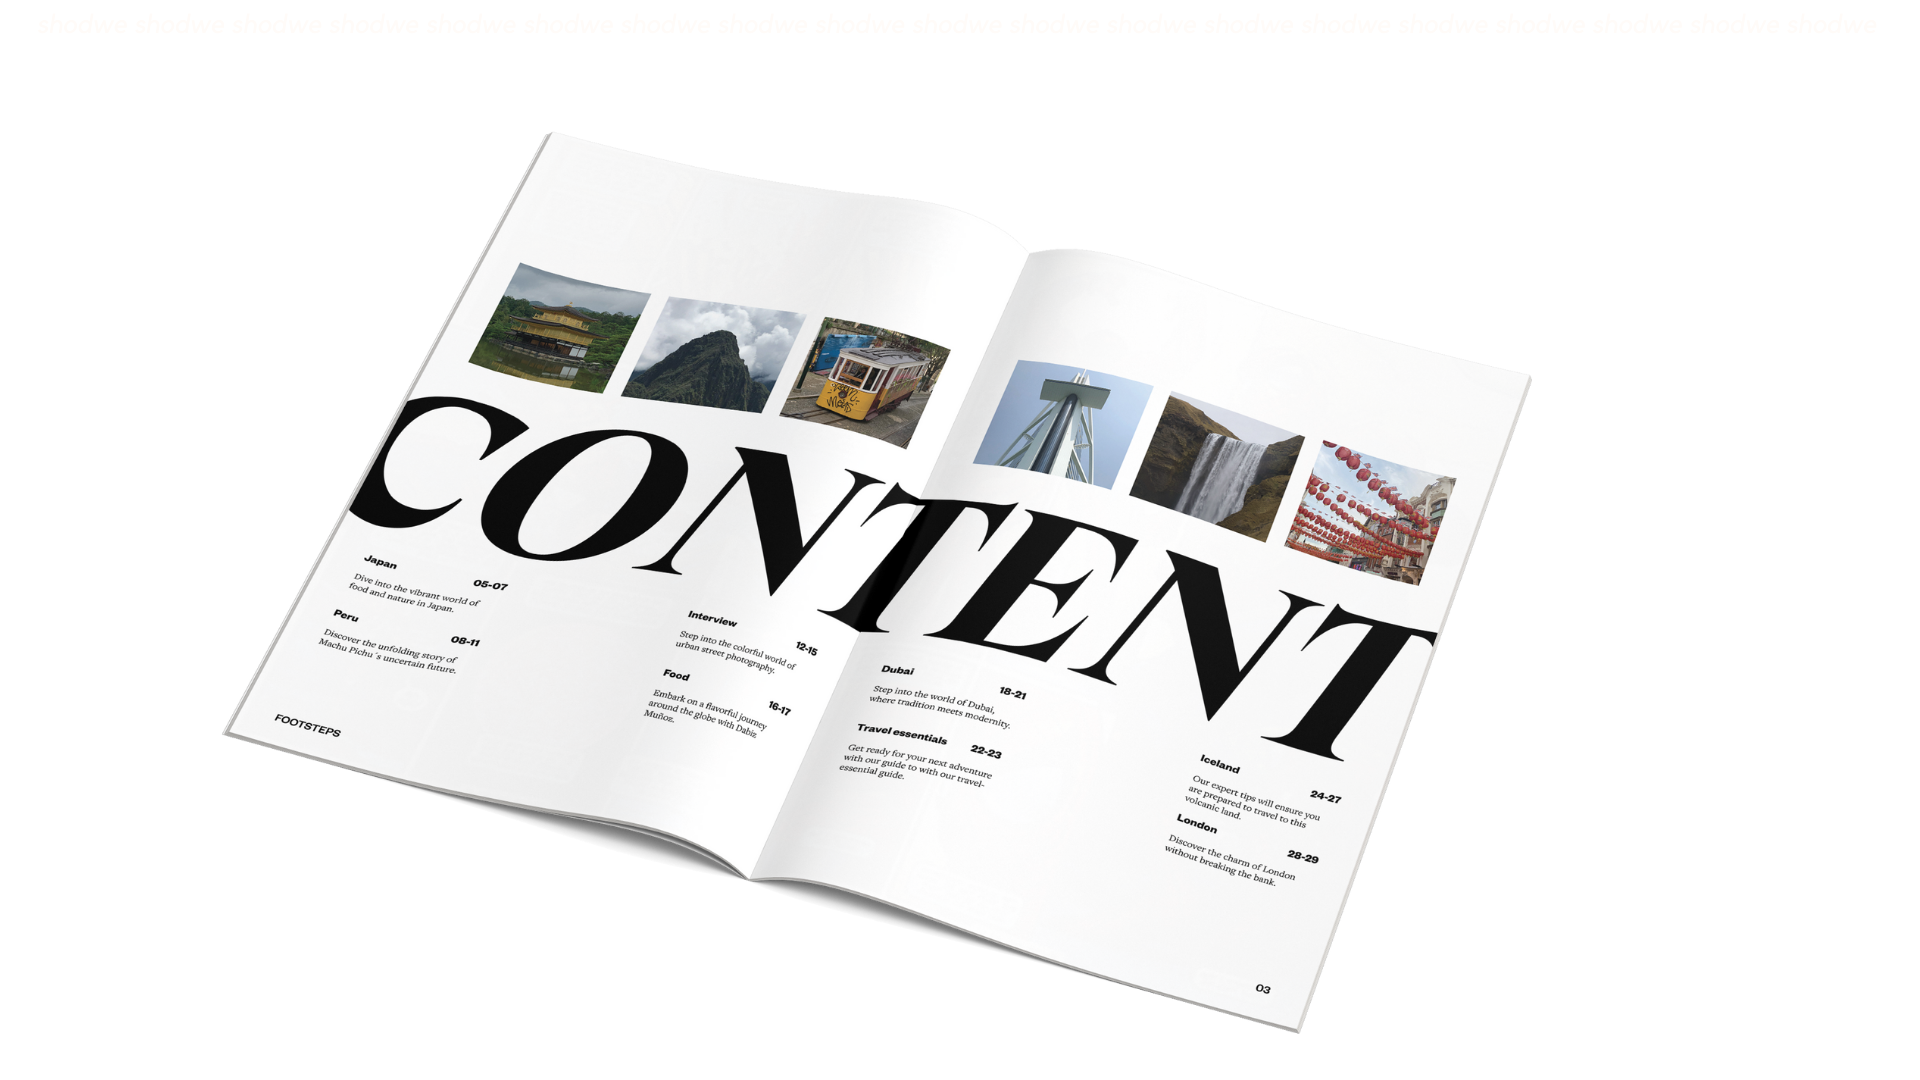 shodwe shodwe shodwe shodwe shodwe shodwe shodwe shodwe shodwe shodwe shodwe shodwe shodwe shodwe shodwe shodwe shodwe shodwe shodwe
CONTENT
Japan
05-07
Dive into the vibrant world of
food and nature in Japan.
Peru
08-11
Discover the unfolding story of
Machu Pichu´s uncertain future.
Interview
12-15
Step into the colorful world of
urban street photography.
Food
16-17
Embark on a flavorful journey
around the globe with Dabiz
Muñoz.
FOOTSTEPS
Dubai
18-21
Step into the world of Dubai,
where tradition meets modernity.
Travel essentials
22-23
Get ready for your next adventure
with our guide to with our travel-
essential guide.
Iceland
24-27
Our expert tips will ensure you
are prepared to travel to this
volcanic land.
London
28-29
Discover the charm of London
without breaking the bank.
03